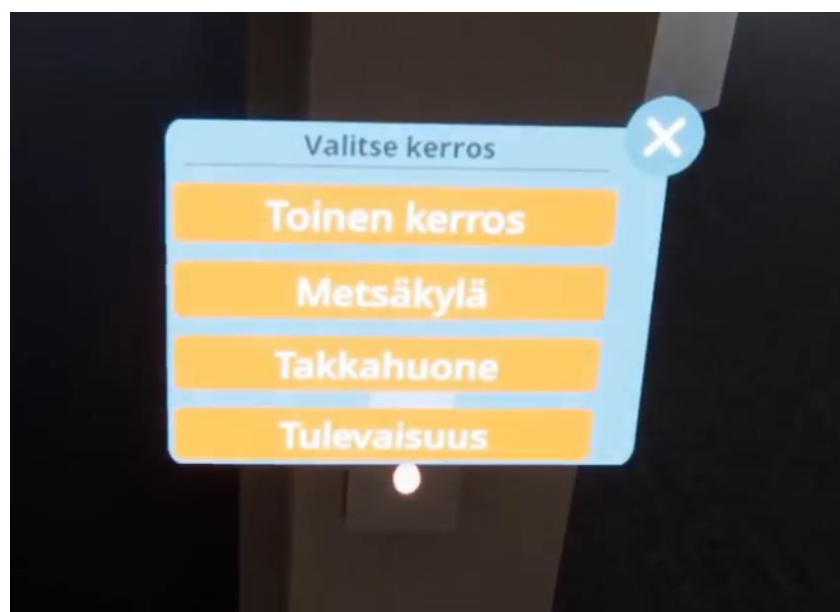 Valitse kerros
Toinen kerros
Metsäkylä
Takkahuone
Tulevaisuus